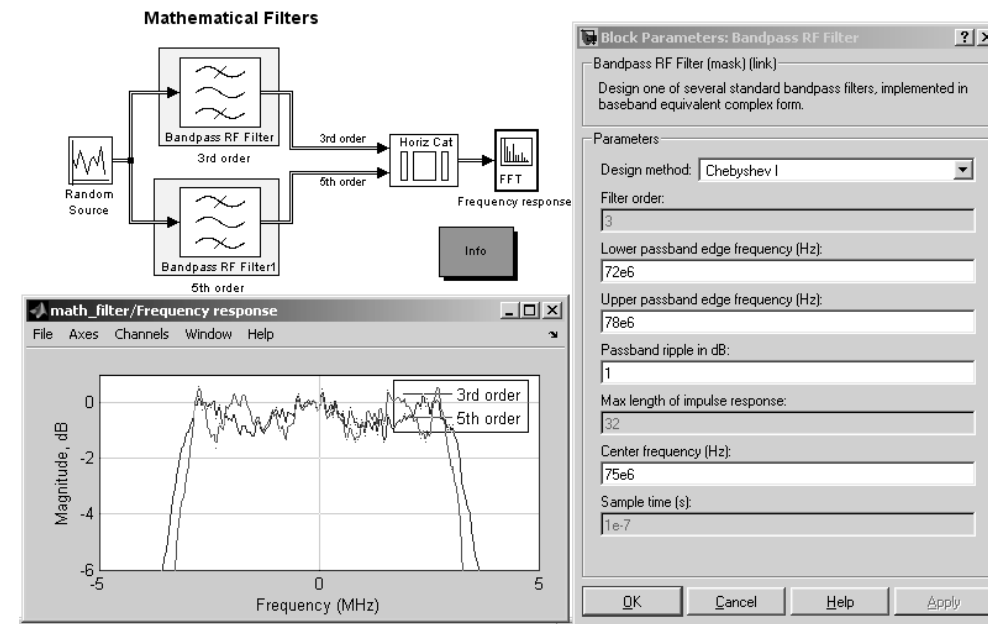 Mathematical Filters
Bandpass RF Filter
3rd order
Random
Source
3rd order
5th order
Horiz Cat
FFT
Frequency response
Bandpass RF Filter1
5th order
Info
math_filter/Frequency response
File Axes Channels Window Help
3rd order
5th order
Magnitude, dB
0
-2
-4
-6
-5 0 5
Frequency (MHz)
Block Parameters: Bandpass RF Filter
Bandpass RF Filter (mask) (link)
Design one of several standard bandpass filters, implemented in
baseband equivalent complex form.
Parameters
Design method: Chebyshev I
Filter order:
3
Lower passband edge frequency (Hz):
72e6
Upper passband edge frequency (Hz):
78e6
Passband ripple in dB:
1
Max length of impulse response:
32
Center frequency (Hz):
75e6
Sample time (s):
1e-7
OK Cancel Help Apply